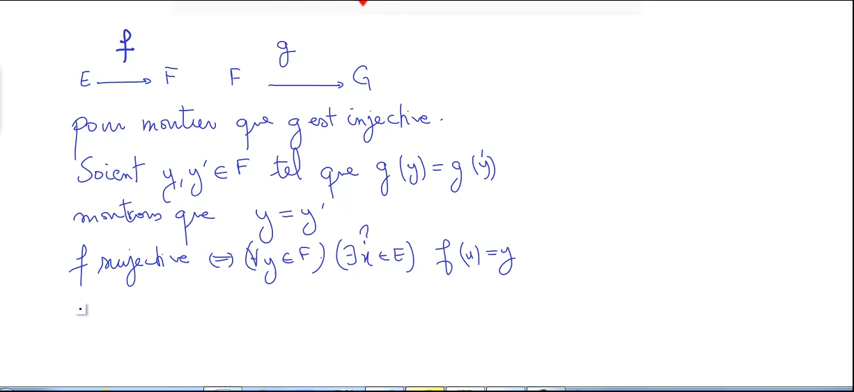 f g
E → F F → G
pour montrer que g est injective.
Soient y, y' ∈ F tel que g(y) = g(y')
montrons que y = y'
f surjective ⇔ (∀y ∈ F) (∃? x ∈ E) f(x) = y